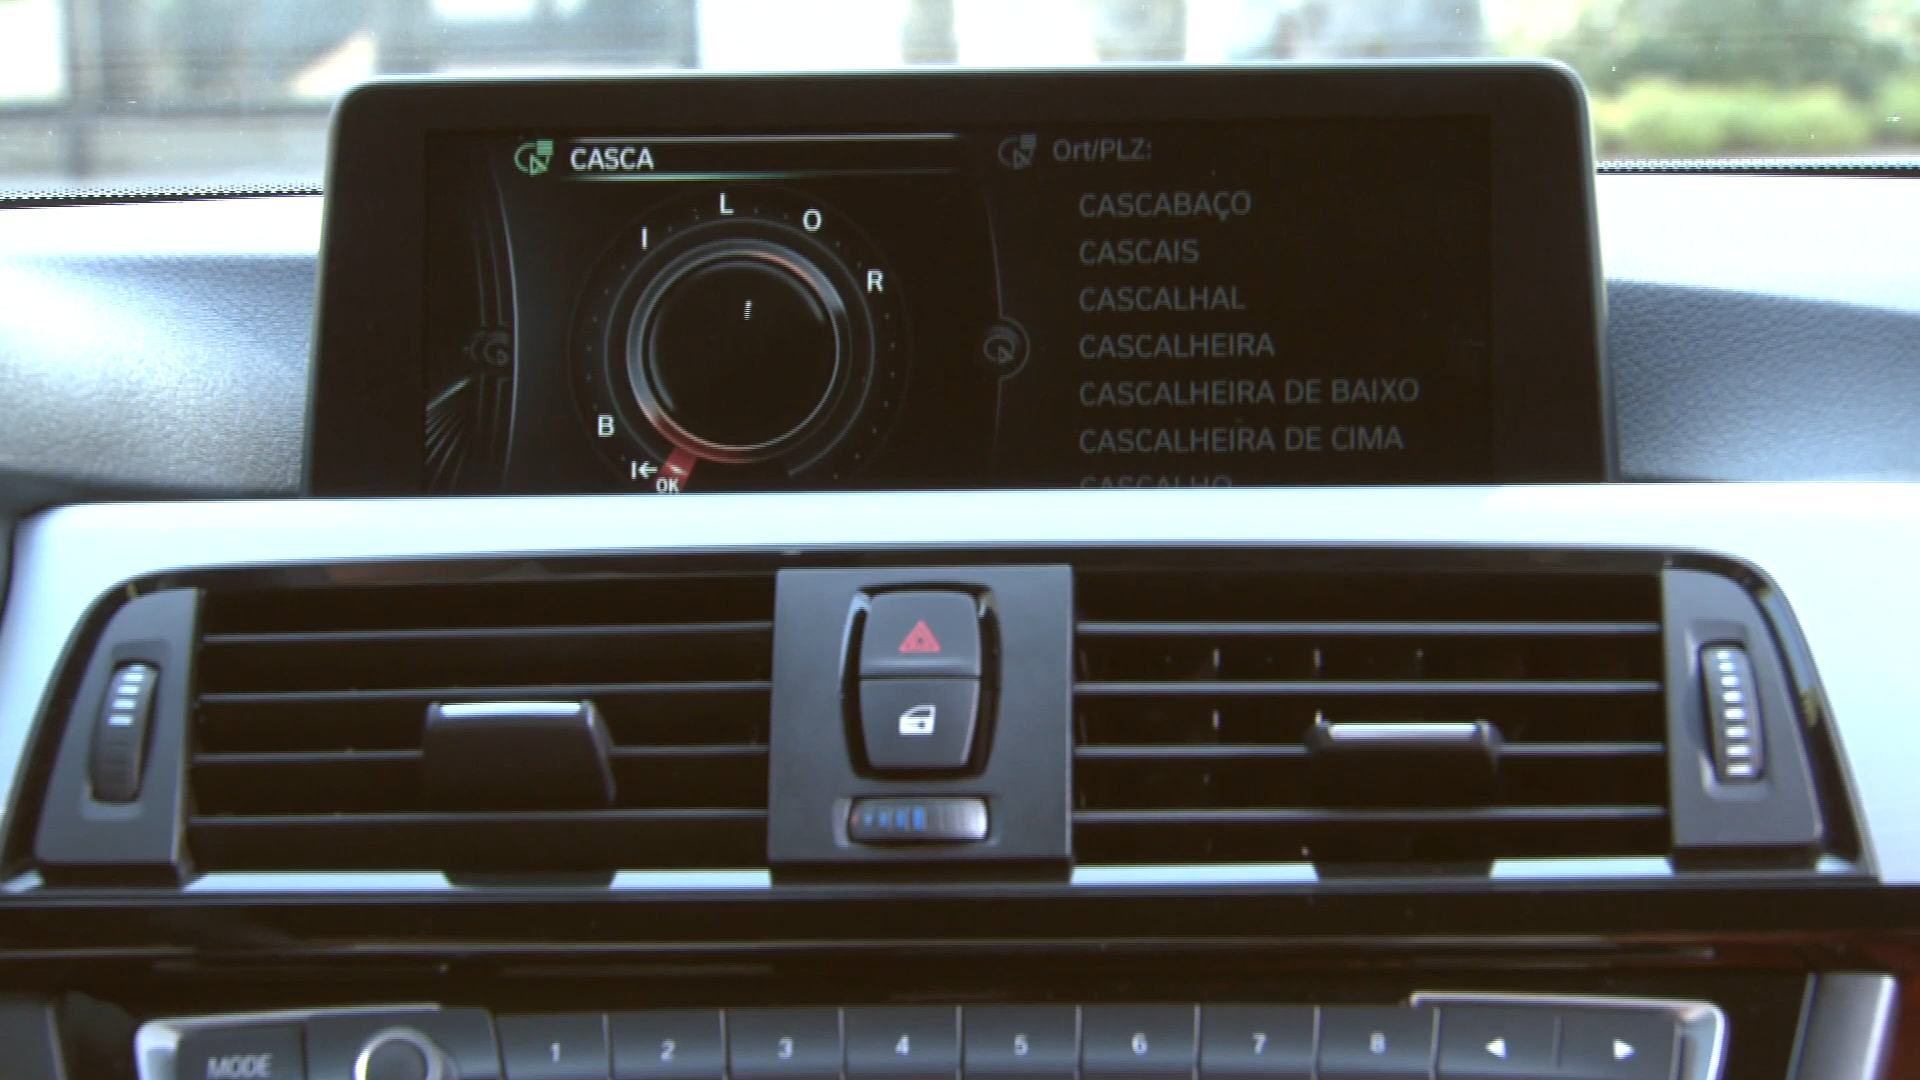 CASCA
Ort/PLZ:
L
O
I
R
B
OK
CASCABAÇO
CASCAIS
CASCALHAL
CASCALHEIRA
CASCALHEIRA DE BAIXO
CASCALHEIRA DE CIMA
CASCALHO
MODE
1 2 3 4 5 6 7 8